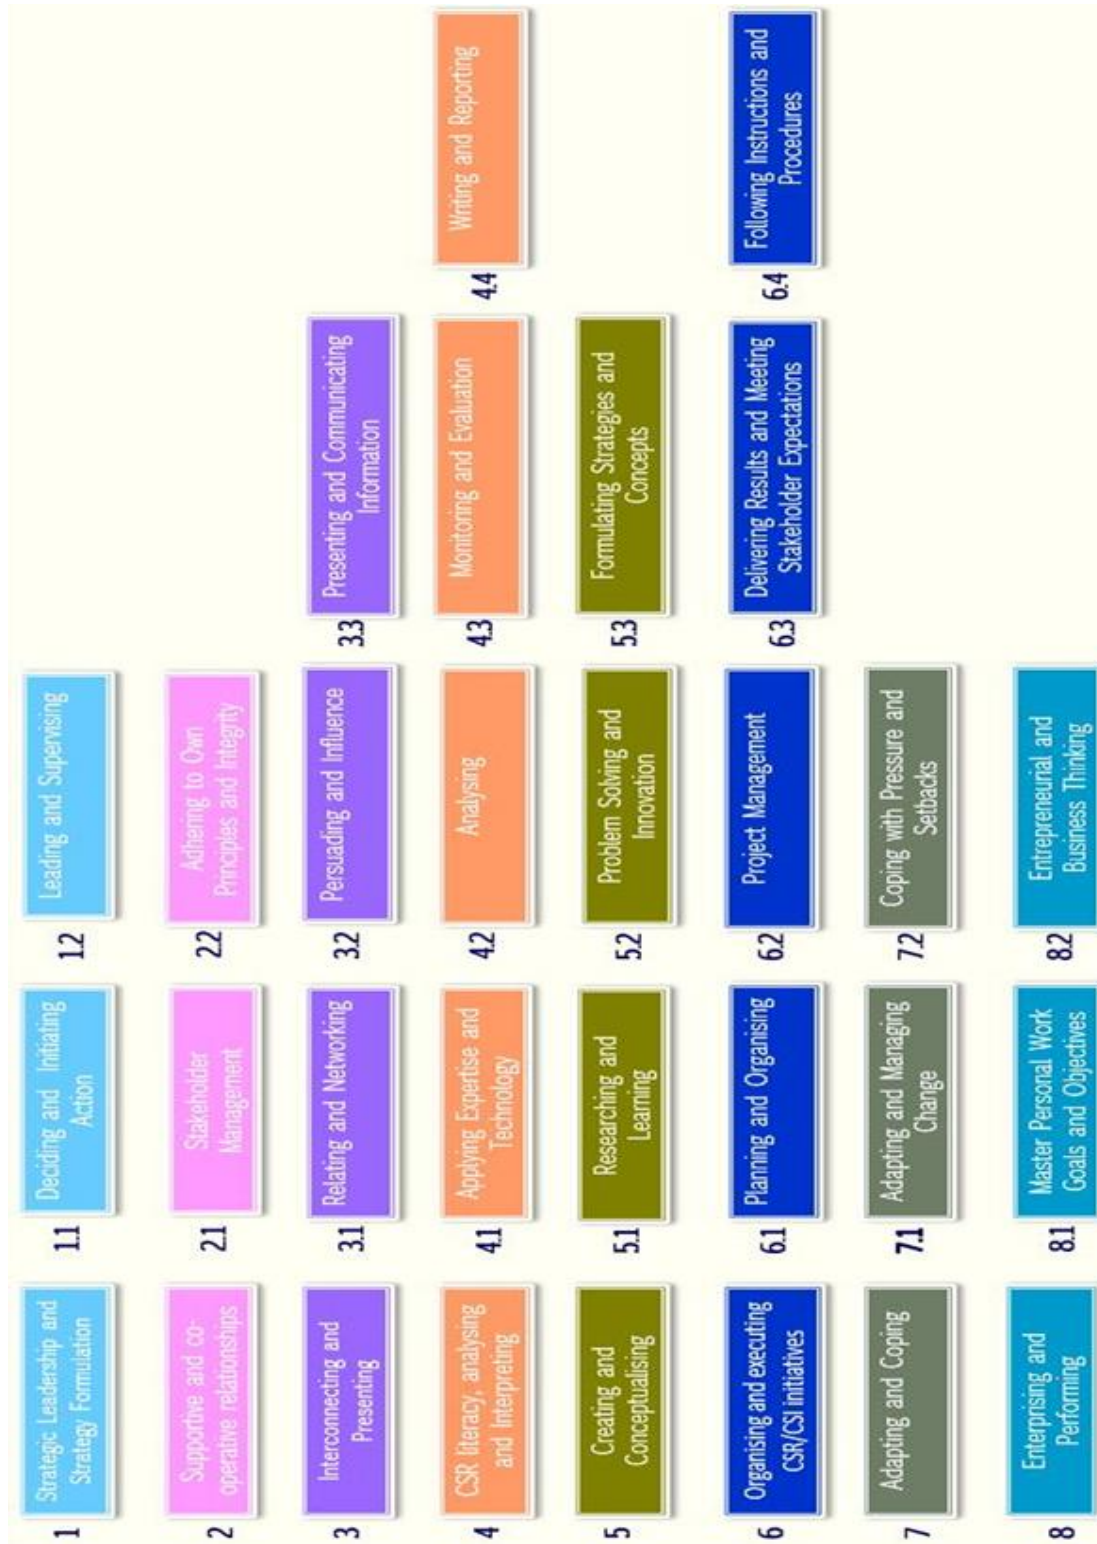 1
Strategic Leadership and
Strategy Formulation
1.1
Deciding and Initiating
Action
1.2
Leading and Supervising
2
Supportive and co-
operative relationships
2.1
Stakeholder
Management
2.2
Adhering to Own
Principles and Integrity
3
Interconnecting and
Presenting
3.1
Relating and Networking
3.2
Persuading and Influence
3.3
Presenting and Communicating
Information
4
CSR literacy, analysing
and Interpreting
4.1
Applying Expertise and
Technology
4.2
Analysing
4.3
Monitoring and Evaluation
4.4
Writing and Reporting
5
Creating and
Conceptualising
5.1
Researching and
Learning
5.2
Problem Solving and
Innovation
5.3
Formulating Strategies and
Concepts
6
Organising and executing
CSR/CSI initiatives
6.1
Planning and Organising
6.2
Project Management
6.3
Delivering Results and Meeting
Stakeholder Expectations
6.4
Following Instructions and
Procedures
7
Adapting and Coping
7.1
Adapting and Managing
Change
7.2
Coping with Pressure and
Setbacks
8
Enterprising and
Performing
8.1
Master Personal Work
Goals and Objectives
8.2
Entrepreneurial and
Business Thinking